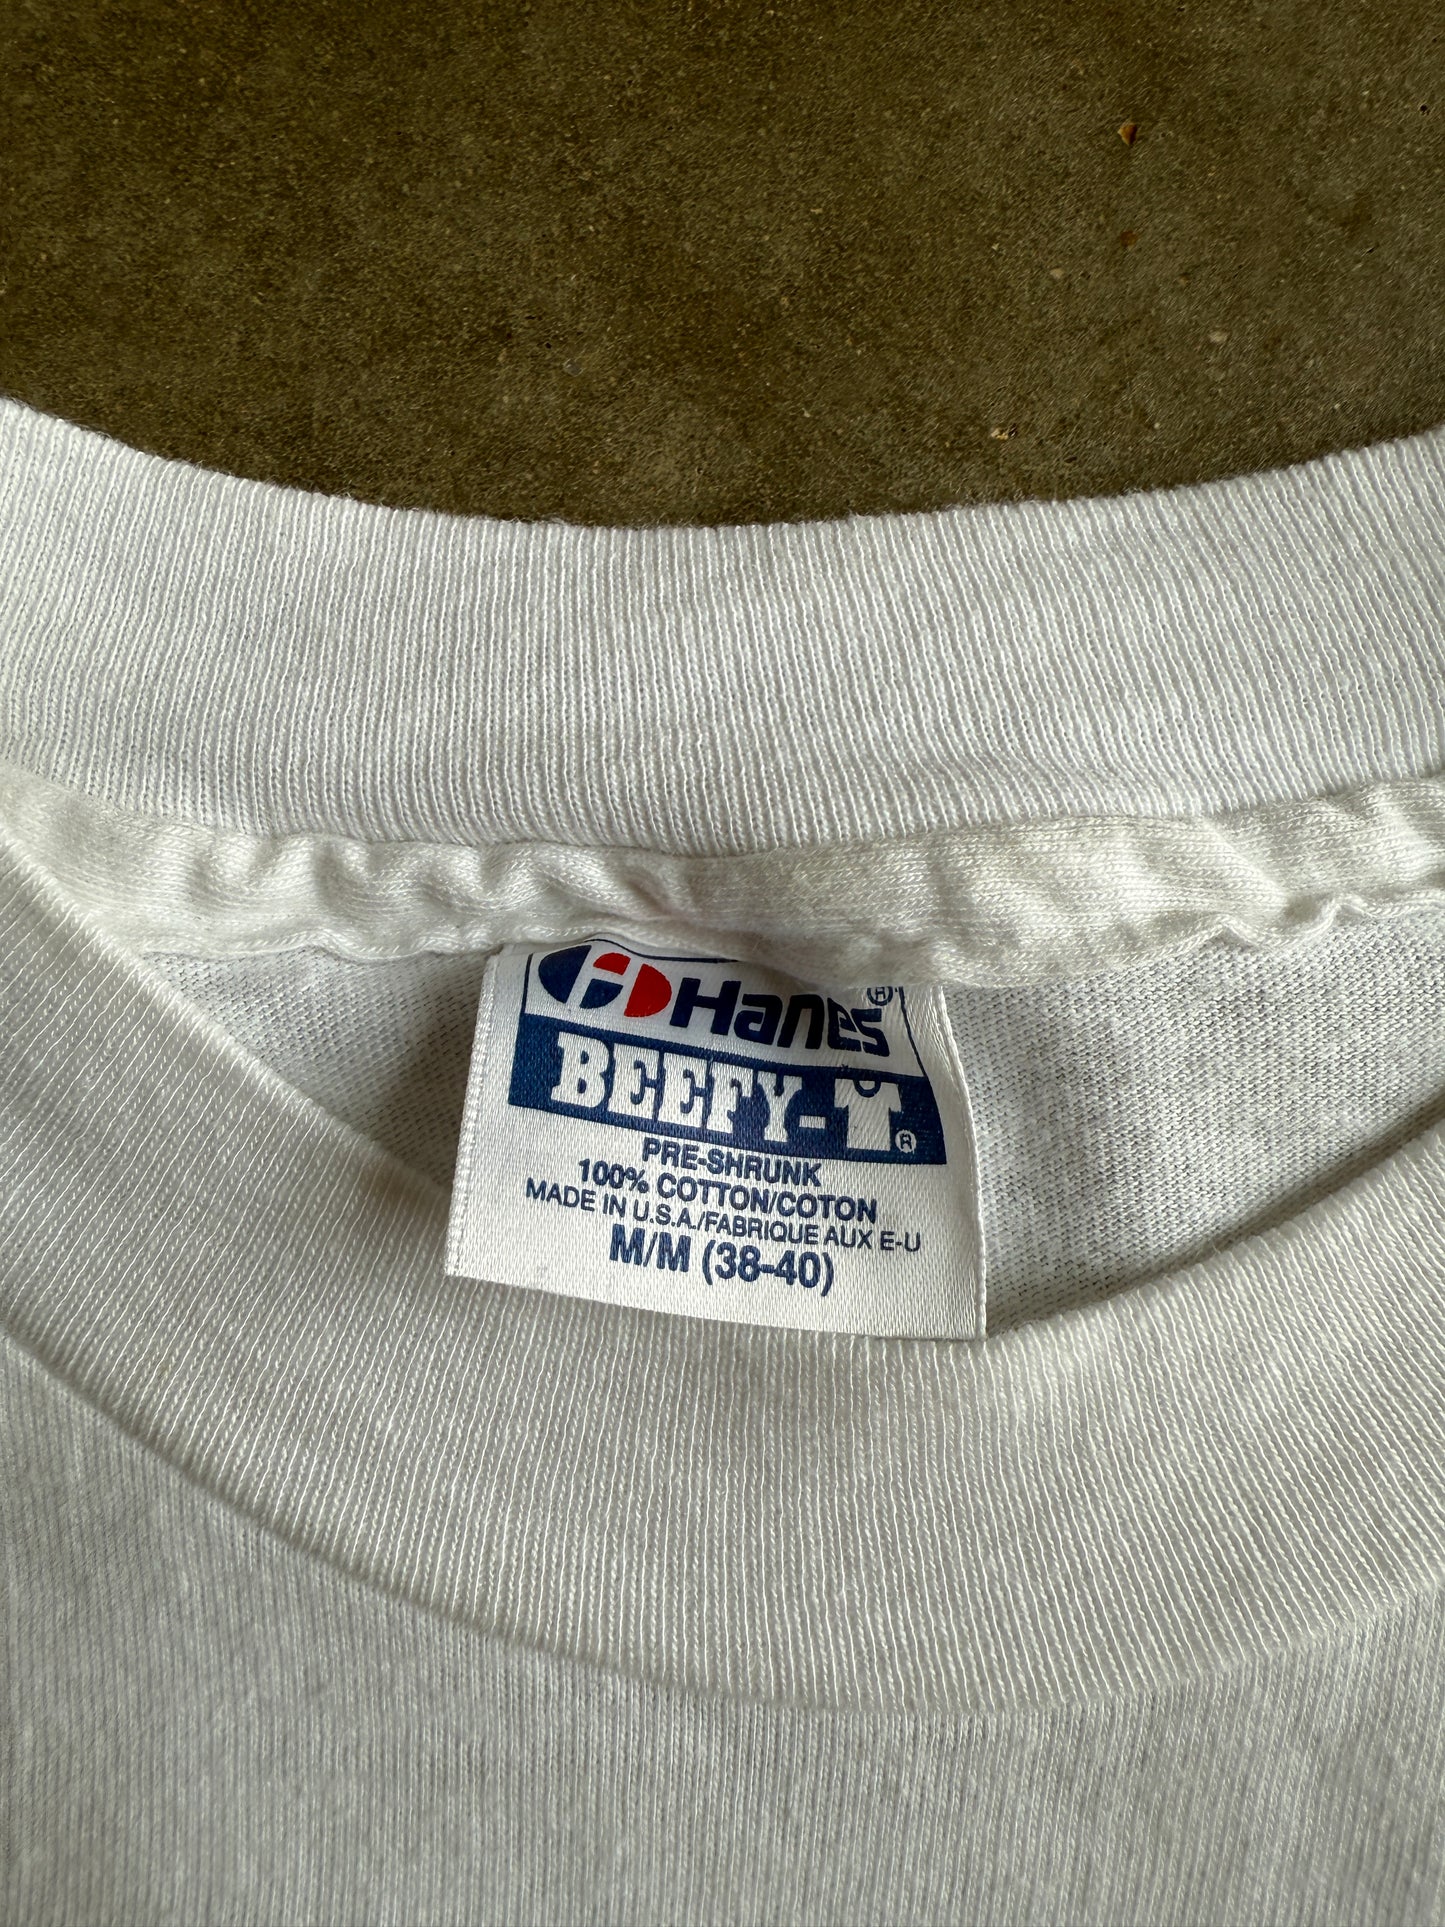 Hanes®
BEEFY-T®
PRE-SHRUNK
100% COTTON/COTON
MADE IN U.S.A./FABRIQUE AUX E-U
M/M (38-40)